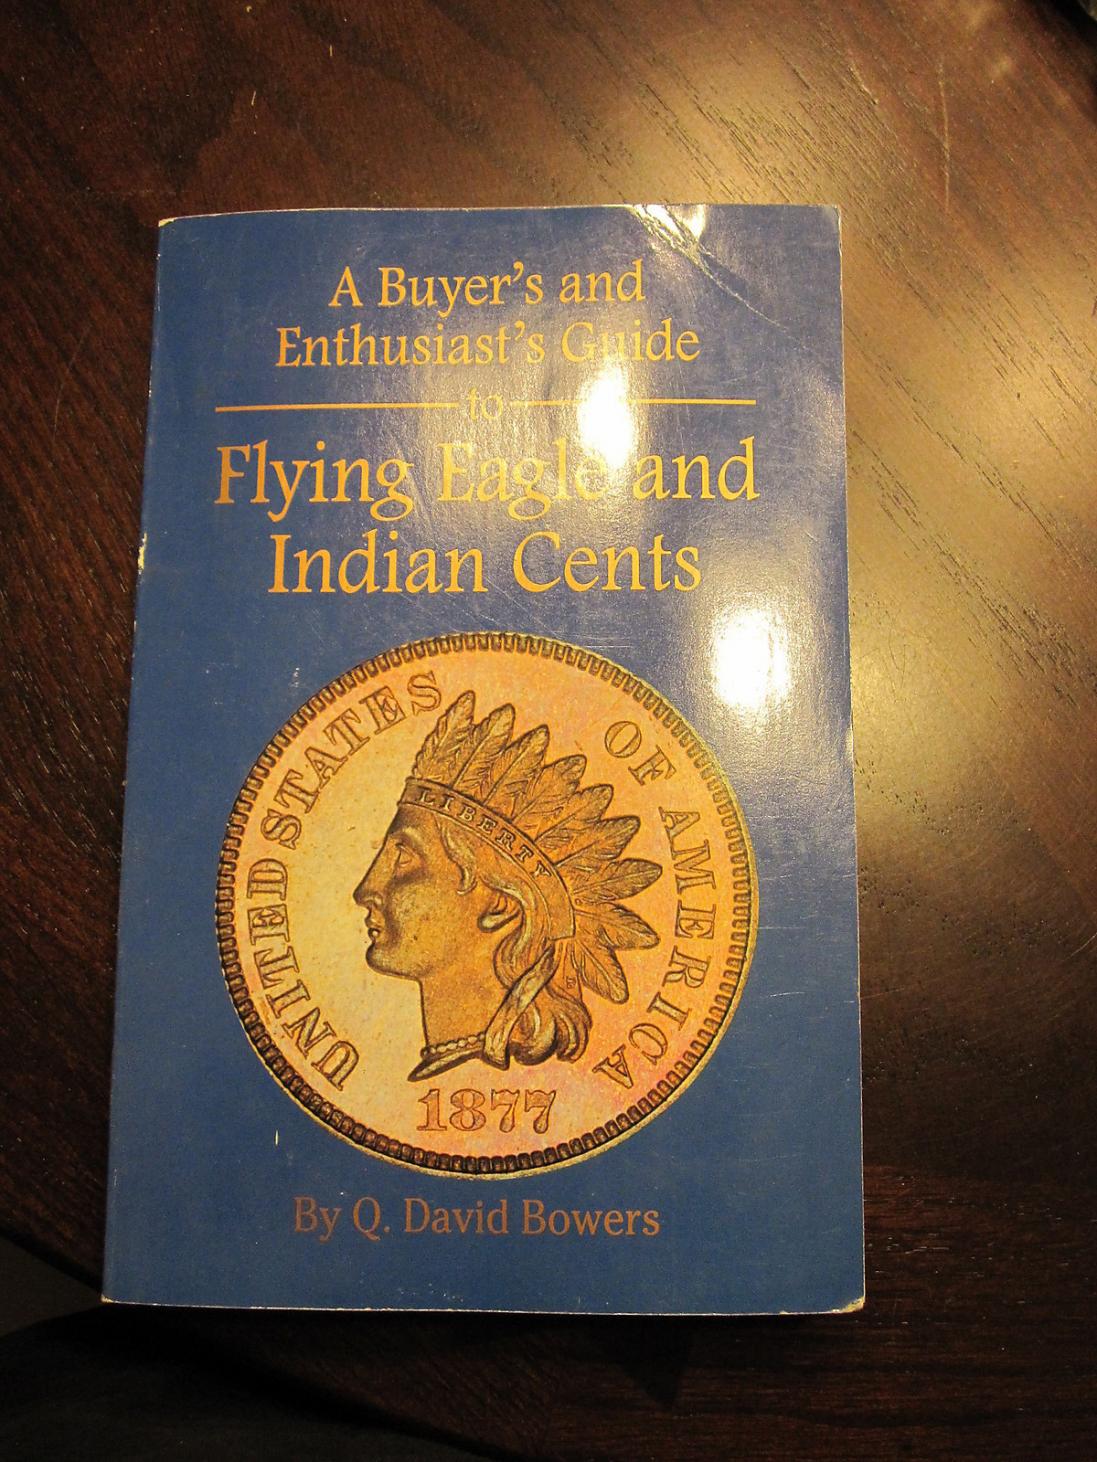 A Buyer's and
Enthusiast's Guide
to
Flying Eagle and
Indian Cents
UNITED STATES OF AMERICA
LIBERTY
1877
By Q. David Bowers